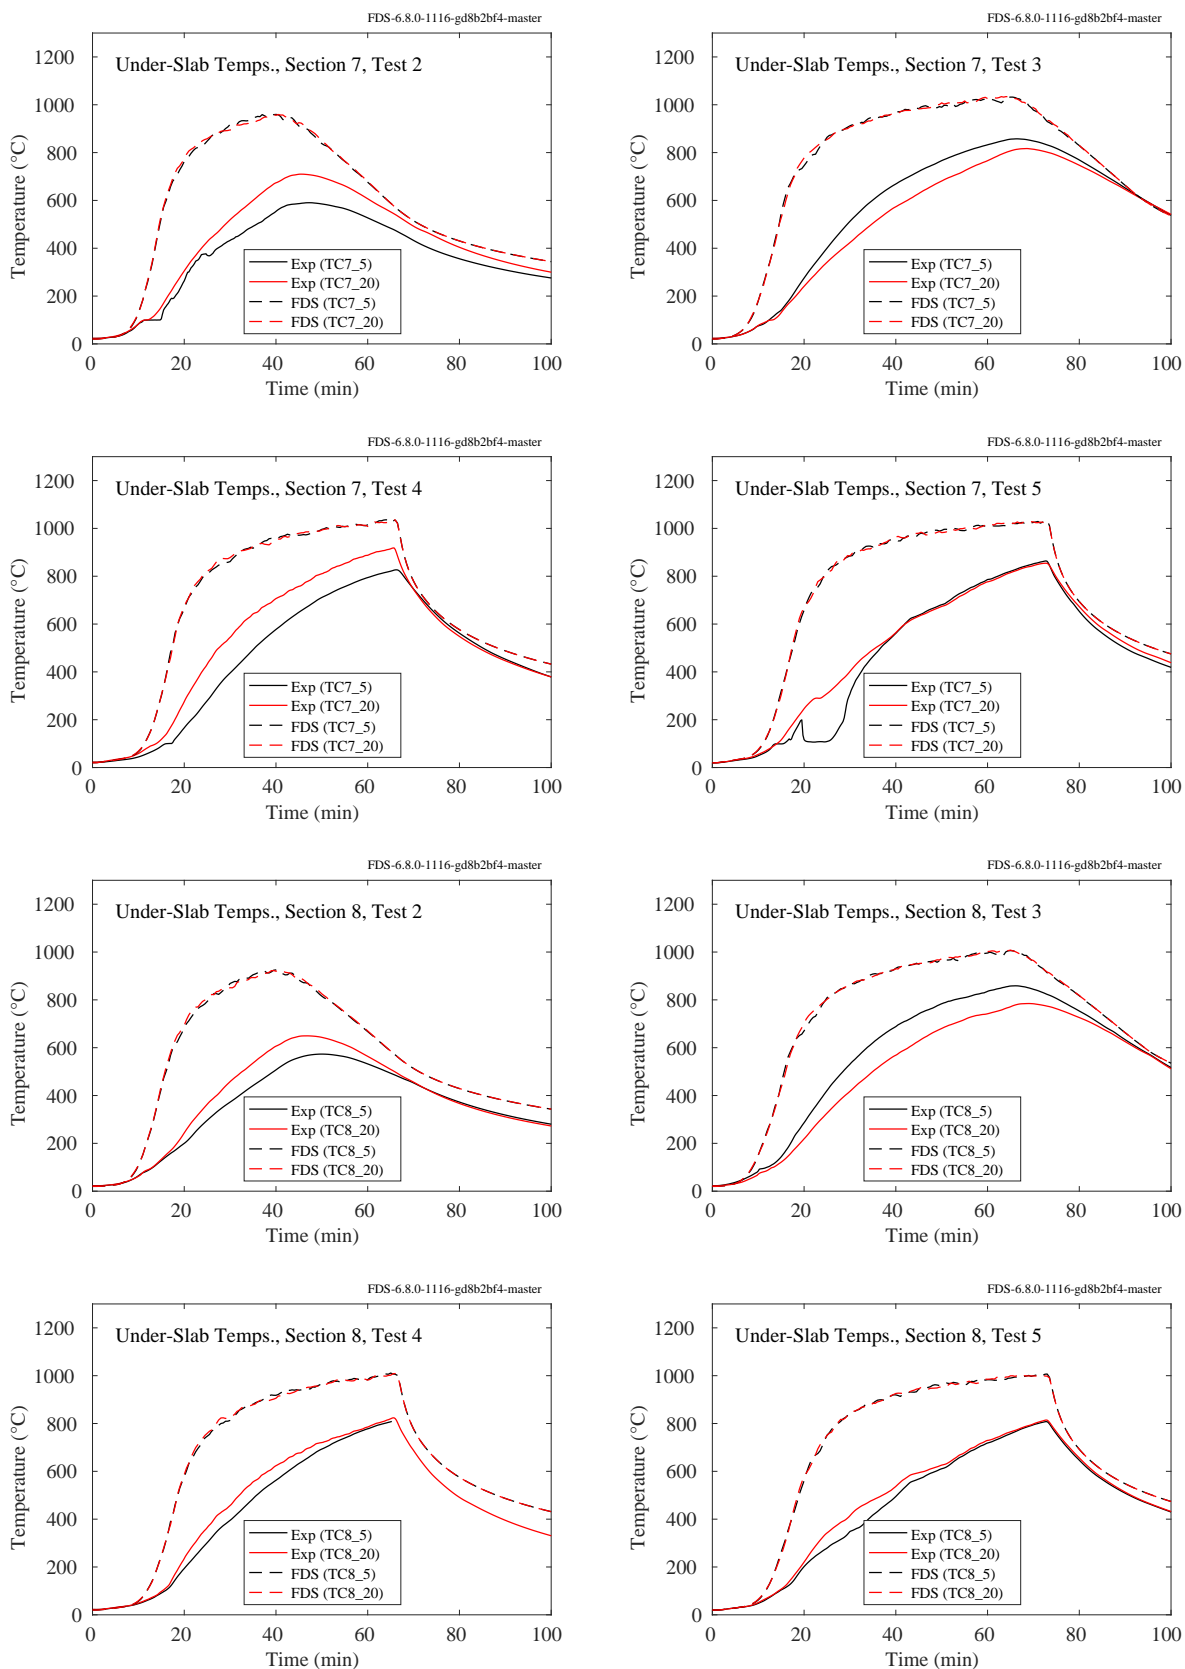 FDS-6.8.0-1116-gd8b2bf4-master
Under-Slab Temps., Section 7, Test 2
Temperature (°C)
1200
1000
800
600
400
200
0
Exp (TC7_5)
Exp (TC7_20)
FDS (TC7_5)
FDS (TC7_20)
0 20 40 60 80 100
Time (min)
FDS-6.8.0-1116-gd8b2bf4-master
Under-Slab Temps., Section 7, Test 3
Temperature (°C)
1200
1000
800
600
400
200
0
Exp (TC7_5)
Exp (TC7_20)
FDS (TC7_5)
FDS (TC7_20)
0 20 40 60 80 100
Time (min)
FDS-6.8.0-1116-gd8b2bf4-master
Under-Slab Temps., Section 7, Test 4
Temperature (°C)
1200
1000
800
600
400
200
0
Exp (TC7_5)
Exp (TC7_20)
FDS (TC7_5)
FDS (TC7_20)
0 20 40 60 80 100
Time (min)
FDS-6.8.0-1116-gd8b2bf4-master
Under-Slab Temps., Section 7, Test 5
Temperature (°C)
1200
1000
800
600
400
200
0
Exp (TC7_5)
Exp (TC7_20)
FDS (TC7_5)
FDS (TC7_20)
0 20 40 60 80 100
Time (min)
FDS-6.8.0-1116-gd8b2bf4-master
Under-Slab Temps., Section 8, Test 2
Temperature (°C)
1200
1000
800
600
400
200
0
Exp (TC8_5)
Exp (TC8_20)
FDS (TC8_5)
FDS (TC8_20)
0 20 40 60 80 100
Time (min)
FDS-6.8.0-1116-gd8b2bf4-master
Under-Slab Temps., Section 8, Test 3
Temperature (°C)
1200
1000
800
600
400
200
0
Exp (TC8_5)
Exp (TC8_20)
FDS (TC8_5)
FDS (TC8_20)
0 20 40 60 80 100
Time (min)
FDS-6.8.0-1116-gd8b2bf4-master
Under-Slab Temps., Section 8, Test 4
Temperature (°C)
1200
1000
800
600
400
200
0
Exp (TC8_5)
Exp (TC8_20)
FDS (TC8_5)
FDS (TC8_20)
0 20 40 60 80 100
Time (min)
FDS-6.8.0-1116-gd8b2bf4-master
Under-Slab Temps., Section 8, Test 5
Temperature (°C)
1200
1000
800
600
400
200
0
Exp (TC8_5)
Exp (TC8_20)
FDS (TC8_5)
FDS (TC8_20)
0 20 40 60 80 100
Time (min)